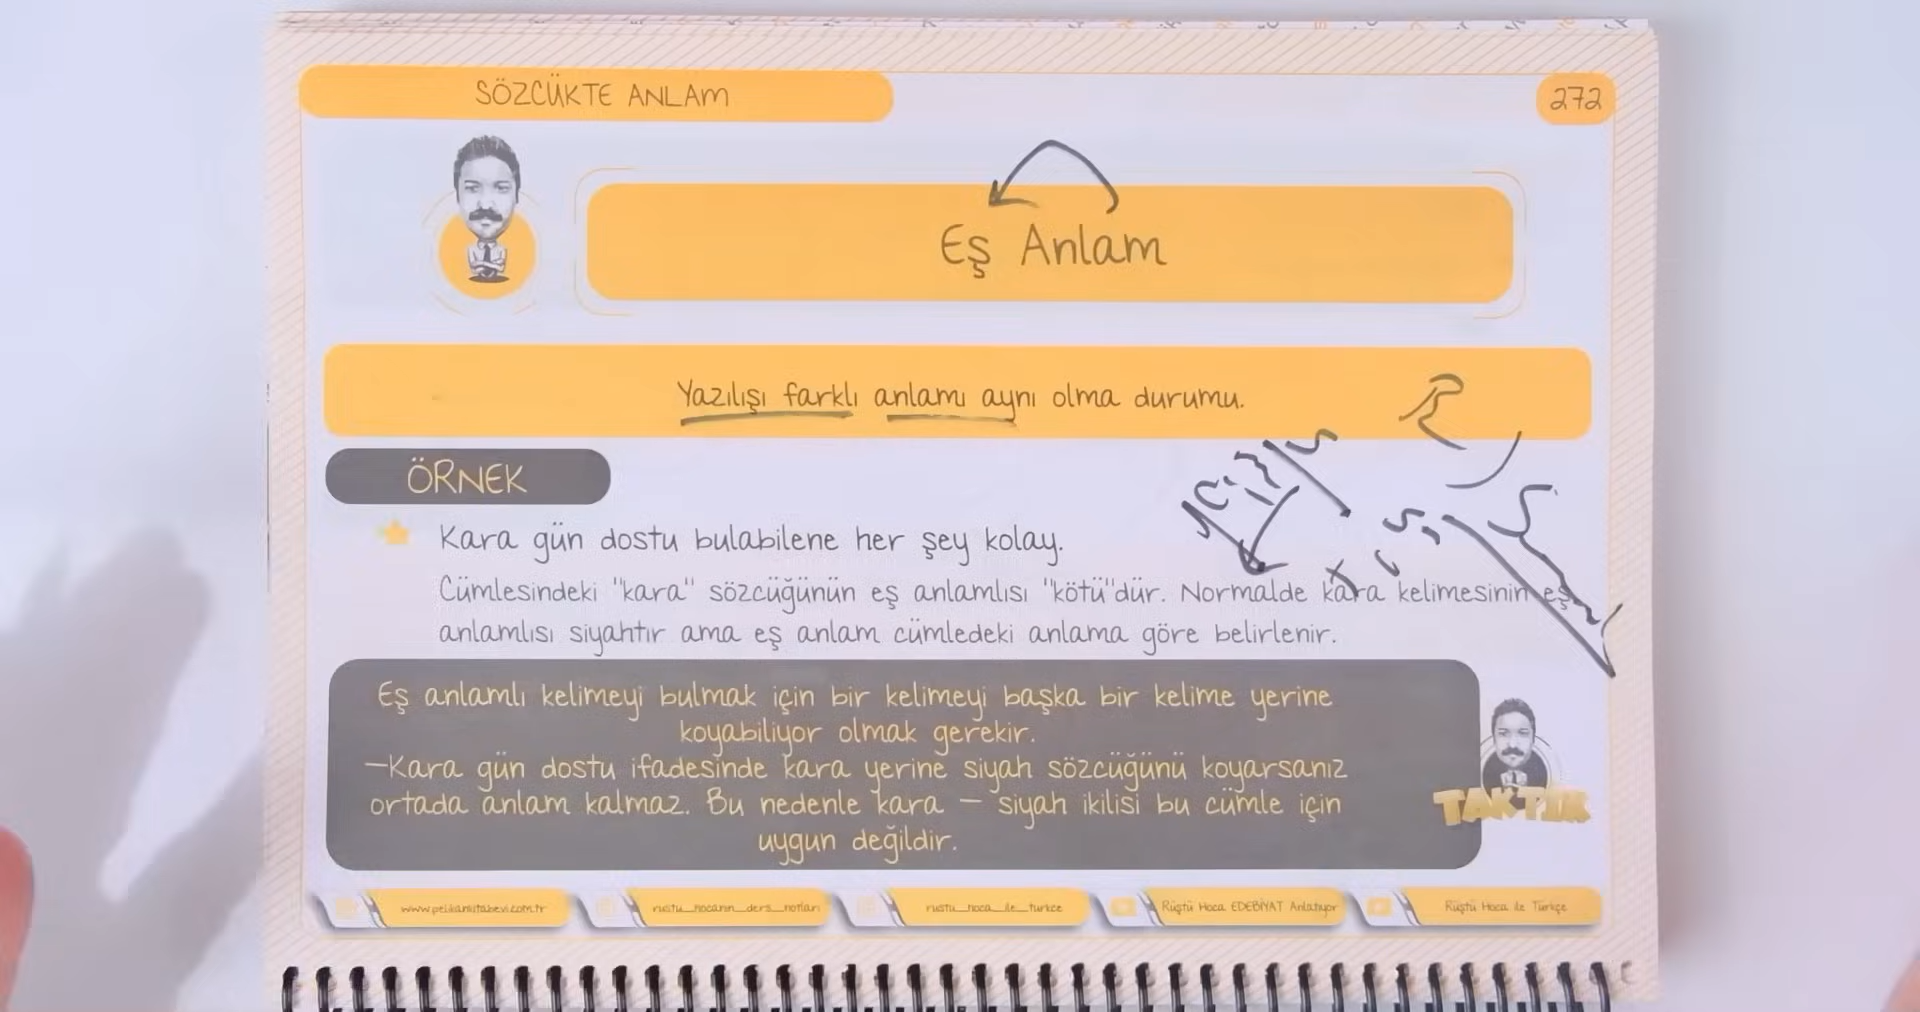 SÖZCÜKTE ANLAM
272
Eş Anlam
Yazılışı farklı anlamı aynı olma durumu.
ÖRNEK
Kara gün dostu bulabilene her şey kolay.
Cümlesindeki "kara" sözcüğünün eş anlamlısı "kötü"dür. Normalde kara kelimesinin eş
anlamlısı siyahtır ama eş anlam cümledeki anlama göre belirlenir.
Eş anlamlı kelimeyi bulmak için bir kelimeyi başka bir kelime yerine
koyabiliyor olmak gerekir.
—Kara gün dostu ifadesinde kara yerine siyah sözcüğünü koyarsanız
ortada anlam kalmaz. Bu nedenle kara — siyah ikilisi bu cümle için
uygun değildir.
TAKTİK
www.pelikankitabevi.com.tr
rustu_hocanin_ders_notlari
rustu_hoca_ile_turkce
Rüştü Hoca EDEBİYAT Anlatıyor
Rüştü Hoca ile Türkçe